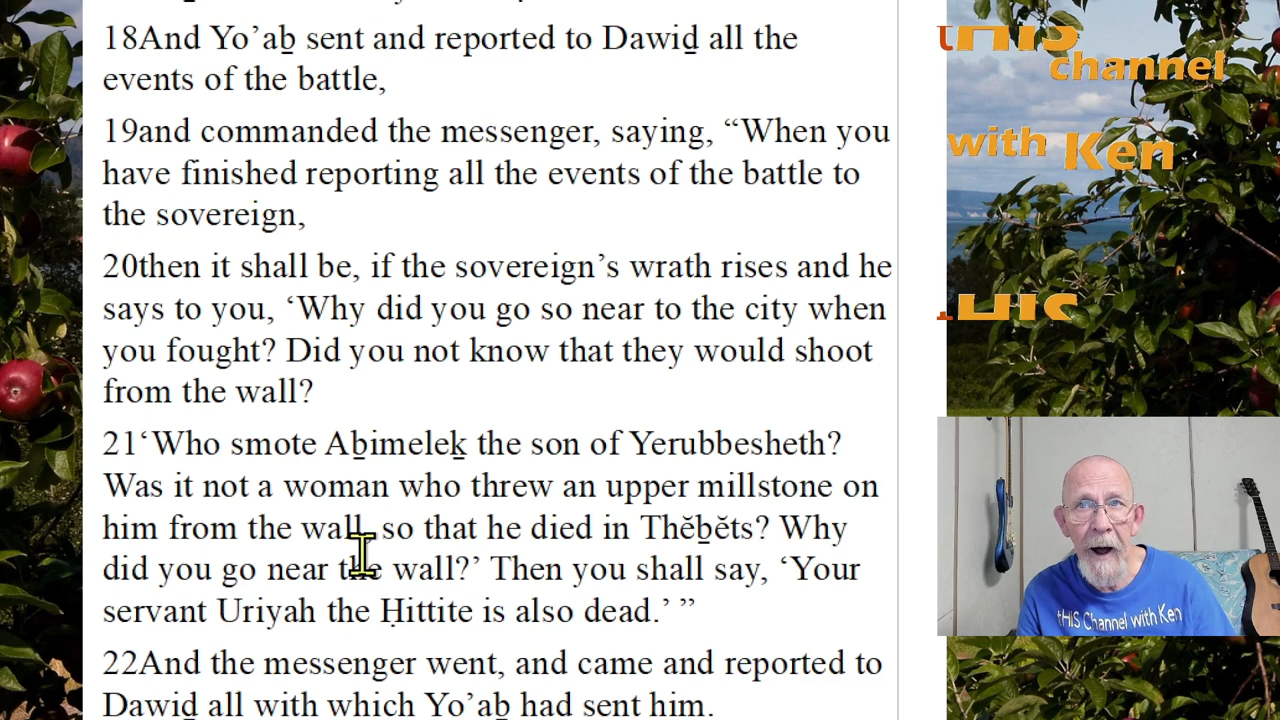 18And Yo’aḇ sent and reported to Dawiḏ all the
events of the battle,
19and commanded the messenger, saying, “When you
have finished reporting all the events of the battle to
the sovereign,
20then it shall be, if the sovereign’s wrath rises and he
says to you, ‘Why did you go so near to the city when
you fought? Did you not know that they would shoot
from the wall?
21‘Who smote Aḇimeleḵ the son of Yerubbesheth?
Was it not a woman who threw an upper millstone on
him from the wall, so that he died in Thĕḇĕts? Why
did you go near the wall?’ Then you shall say, ‘Your
servant Uriyah the Ḥittite is also dead.’ ”
22And the messenger went, and came and reported to
Dawiḏ all with which Yo’aḇ had sent him.
tHIS
channel
with Ken
tHIS Channel with Ken